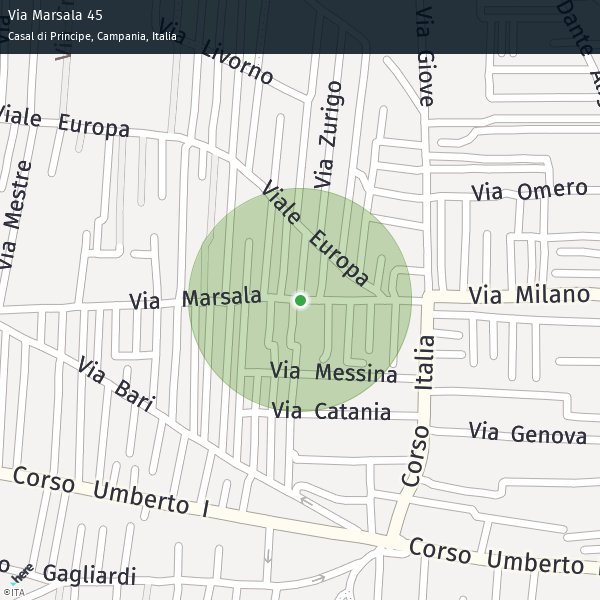 Via Marsala 45
Casal di Principe, Campania, Italia
Via Livorno
Via Giove
Dante
Viale Europa
Via Zurigo
Via Mestre
Via Omero
Viale Europa
Via Marsala
Via Milano
Via Bari
Via Messina
Corso Italia
Via Catania
Via Genova
Corso Umberto I
Corso Umberto I
Gagliardi
here
©ITA